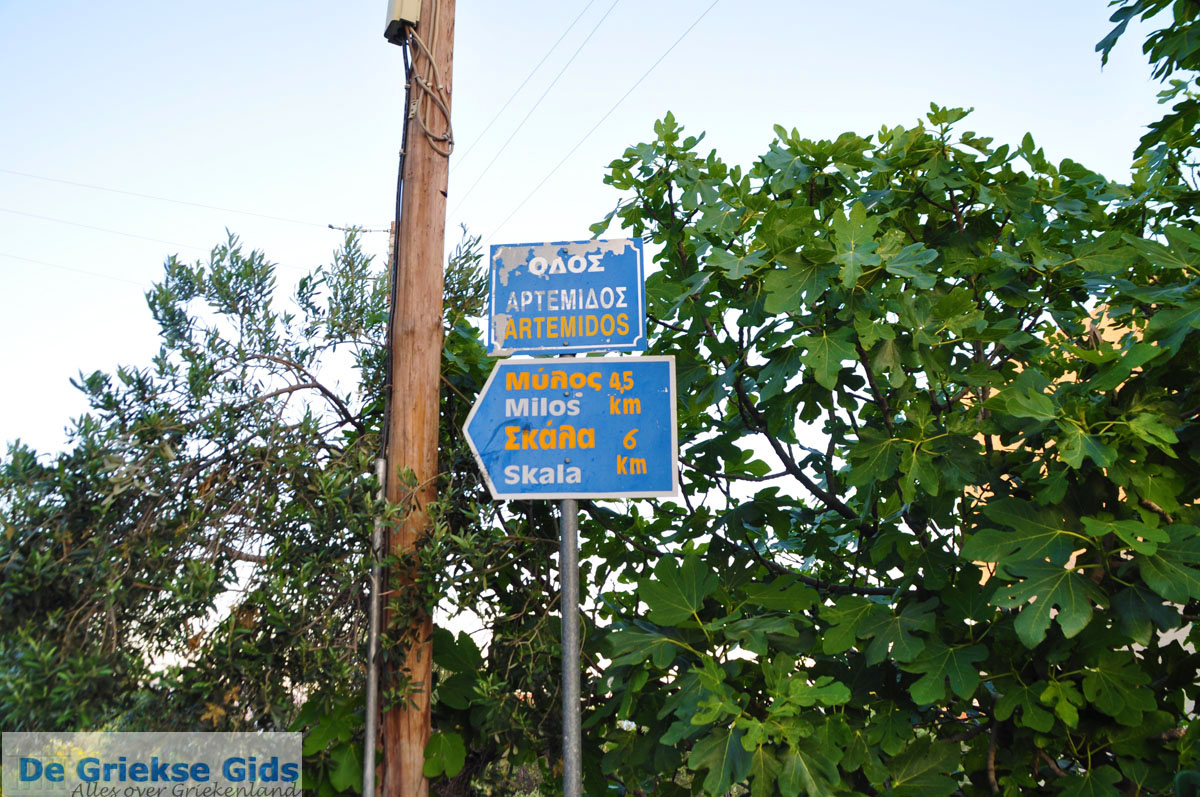 ΟΔΟΣ
ΑΡΤΕΜΙΔΟΣ
ARTEMIDOS
Μύλος 4,5
Milos km
Σκάλα 6
Skala km
De Griekse Gids
Alles over Griekenland